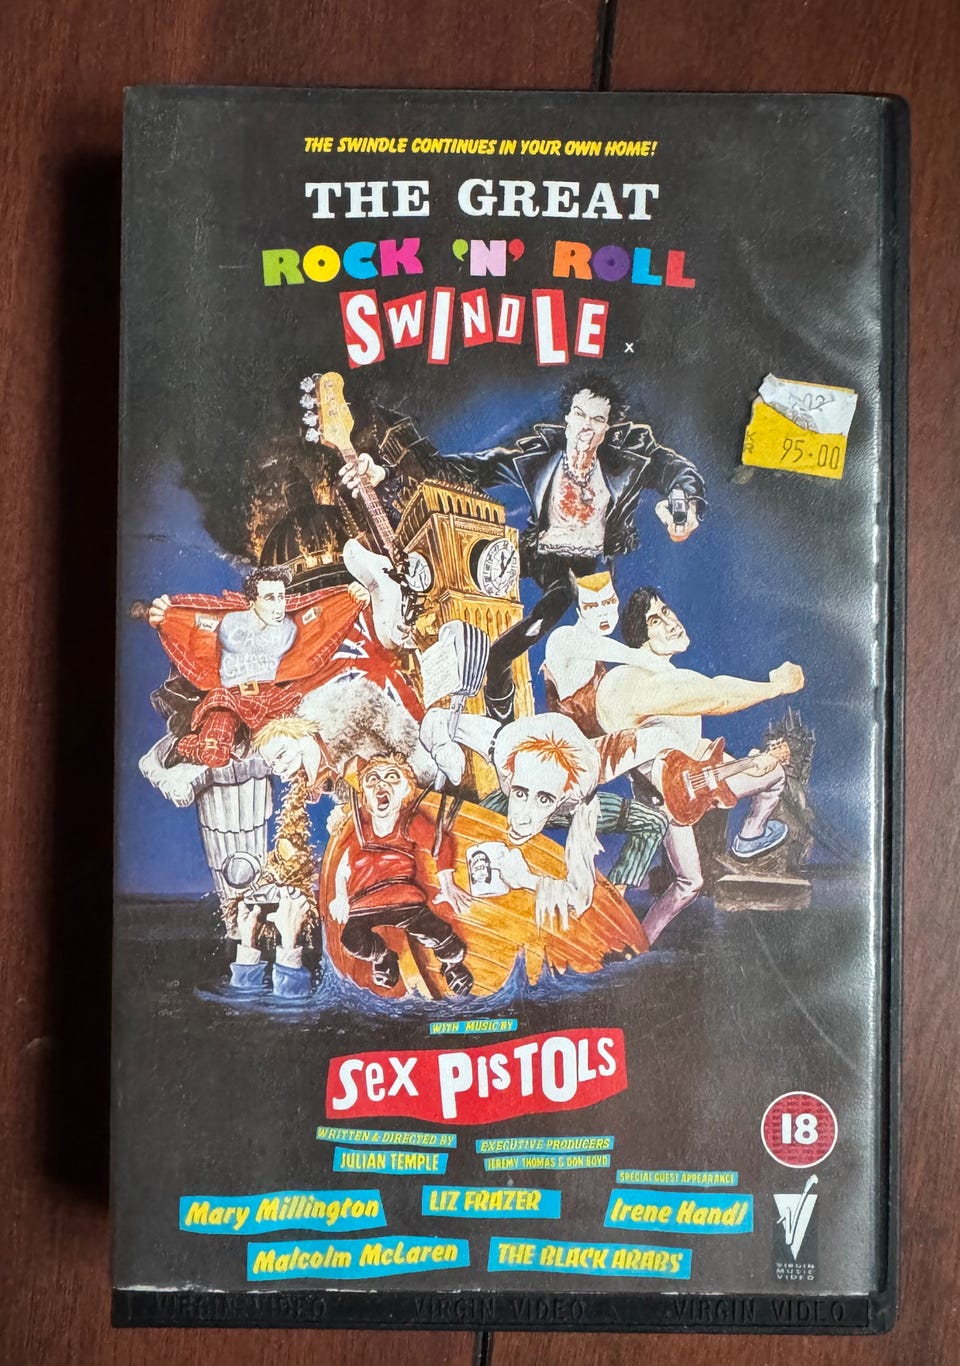 THE SWINDLE CONTINUES IN YOUR OWN HOME!
THE GREAT
ROCK 'N' ROLL
SWINDLE x
95.00
WITH MUSIC BY
SEX PISTOLS
WRITTEN & DIRECTED BY
JULIAN TEMPLE
EXECUTIVE PRODUCERS
JEREMY THOMAS & DON BOYD
18
SPECIAL GUEST APPEARANCE
Mary Millington
LIZ FRAZER
Irene Handl
Malcolm McLaren
THE BLACK ARABS
VIRGIN
MUSIC
VIDEO
VIRGIN VIDEO VIRGIN VIDEO VIRGIN VIDEO